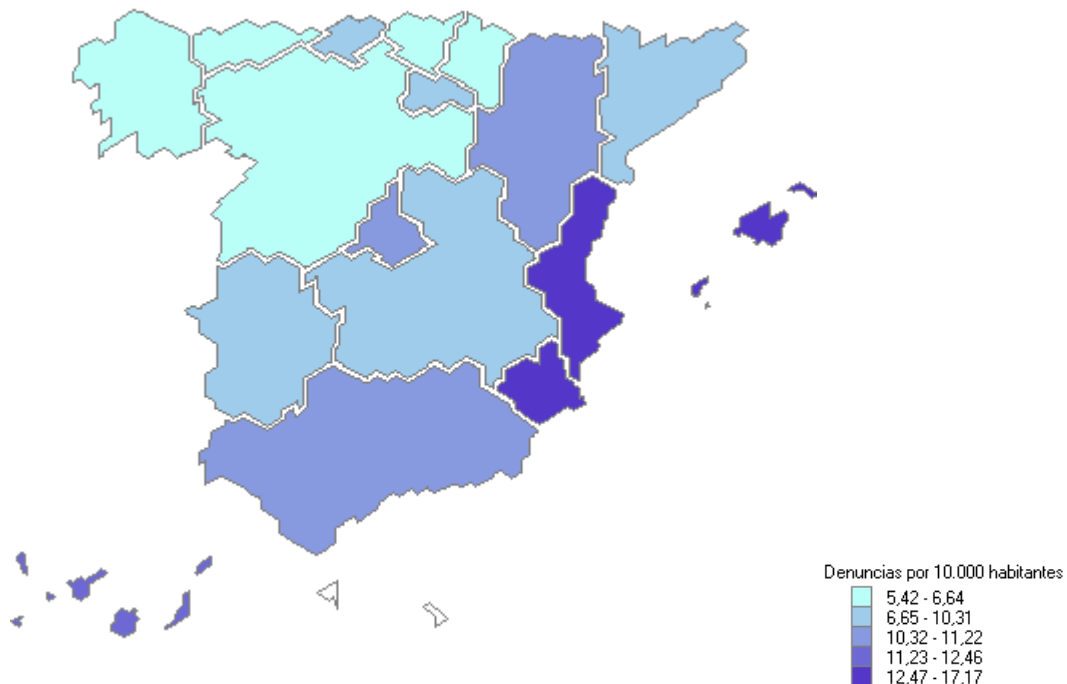 Denuncias por 10.000 habitantes
5,42 - 6,64
6,65 - 10,31
10,32 - 11,22
11,23 - 12,46
12,47 - 17,17